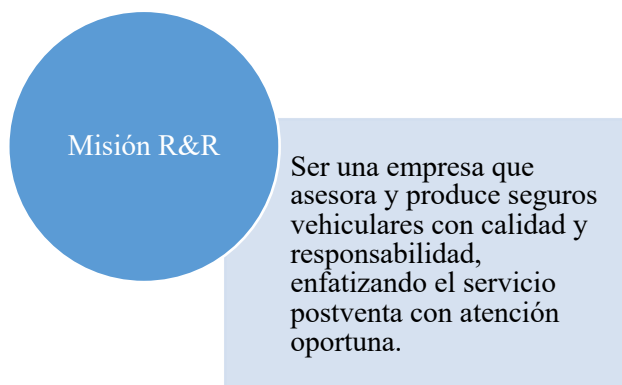 Misión R&R
Ser una empresa que
asesora y produce seguros
vehiculares con calidad y
responsabilidad,
enfatizando el servicio
postventa con atención
oportuna.